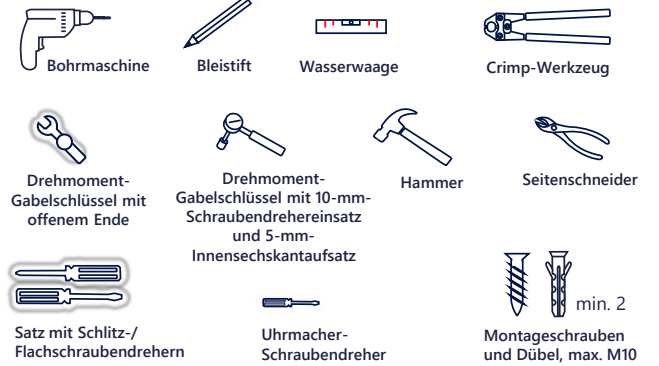 Bohrmaschine
Bleistift
Wasserwaage
Crimp-Werkzeug
Drehmoment-
Gabelschlüssel mit
offenem Ende
Drehmoment-
Gabelschlüssel mit 10-mm-
Schraubendrehereinsatz
und 5-mm-
Innensechskantaufsatz
Hammer
Seitenschneider
Satz mit Schlitz-/
Flachschraubendrehern
Uhrmacher-
Schraubendreher
min. 2
Montageschrauben
und Dübel, max. M10